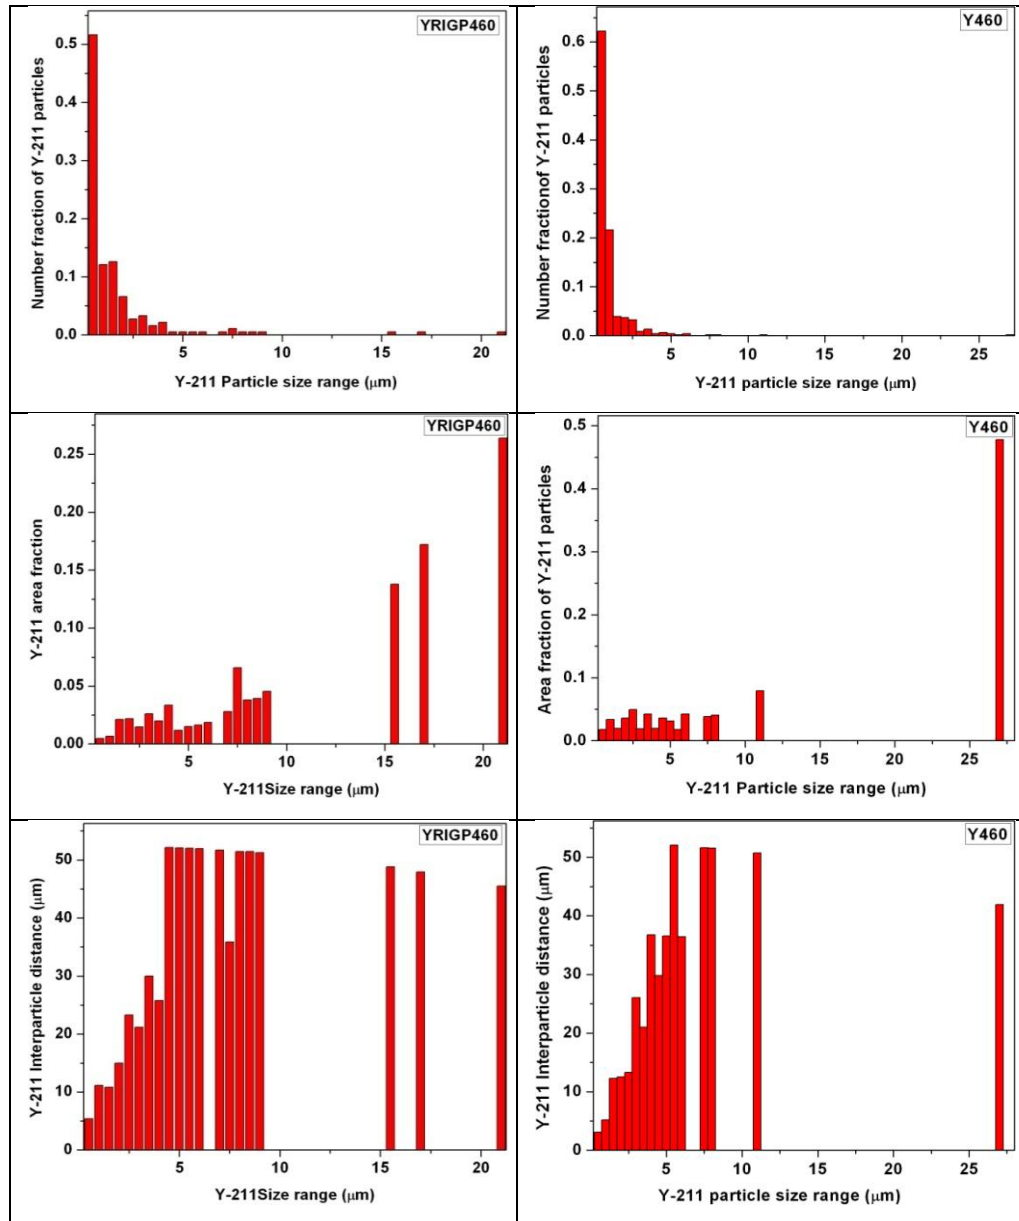 YRIGP460
Number fraction of Y-211 particles
0.5
0.4
0.3
0.2
0.1
0.0
5 10 15 20
Y-211 Particle size range (μm)
Y460
Number fractionof Y-211 particles
0.6
0.5
0.4
0.3
0.2
0.1
0.0
5 10 15 20 25
Y-211 particle size range (μm)
YRIGP460
Y-211 area fraction
0.25
0.20
0.15
0.10
0.05
0.00
5 10 15 20
Y-211Size range (μm)
Y460
Area fraction of Y-211 particles
0.5
0.4
0.3
0.2
0.1
0.0
5 10 15 20 25
Y-211 Particle size range (μm)
YRIGP460
Y-211 Interparticle distance (μm)
50
40
30
20
10
0
5 10 15 20
Y-211Size range (μm)
Y460
Y-211 Interparticle distance (μm)
50
40
30
20
10
0
5 10 15 20 25
Y-211 particle size range (μm)